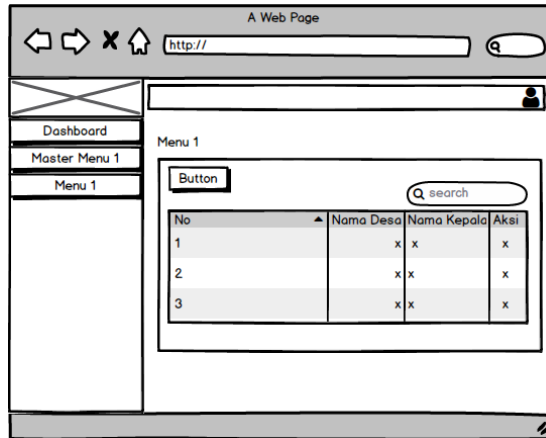 A Web Page
http://
Dashboard
Master Menu 1
Menu 1
Menu 1
Button
search
No Nama Desa Nama Kepala Aksi
1 x x x
2 x x x
3 x x x